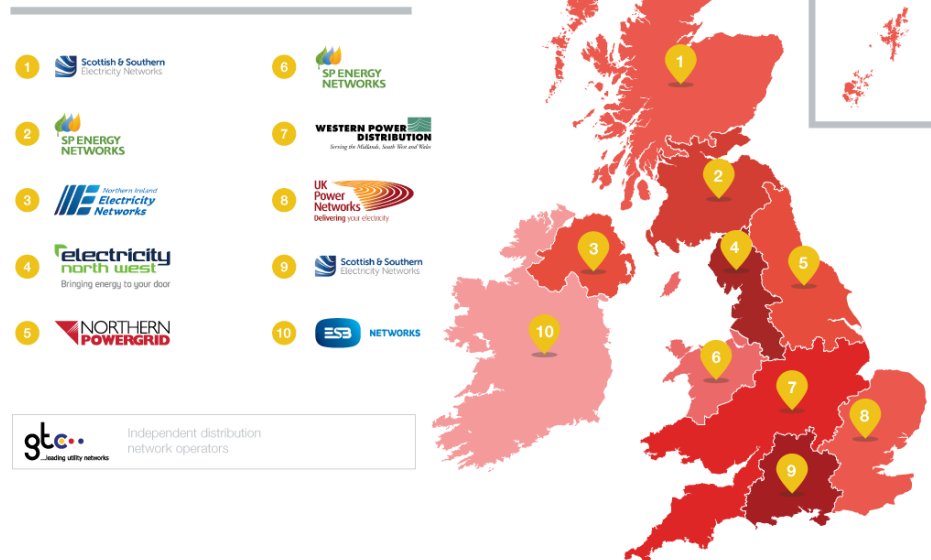 1
Scottish & Southern
Electricity Networks
2
SP ENERGY
NETWORKS
3
Northern Ireland
Electricity
Networks
4
electricity
north west
Bringing energy to your door
5
NORTHERN
POWERGRID
6
SP ENERGY
NETWORKS
7
WESTERN POWER
DISTRIBUTION
Serving the Midlands, South West and Wales
8
UK
Power
Networks
Delivering your electricity
9
Scottish & Southern
Electricity Networks
10
ESB NETWORKS
gtc
...leading utility networks
Independent distribution
network operators
1
2
3
4
5
10
6
7
8
9